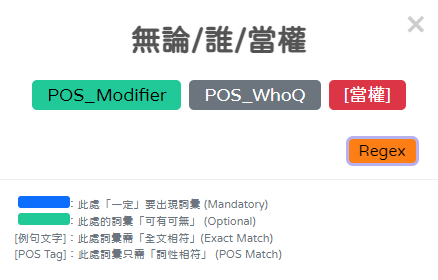 ×
無論/誰/當權
POS_Modifier POS_WhoQ [當權]
Regex
：此處「一定」要出現詞彙 (Mandatory)
：此處的詞彙「可有可無」 (Optional)
[例句文字]：此處詞彙需「全文相符」(Exact Match)
[POS Tag]：此處詞彙只需「詞性相符」 (POS Match)